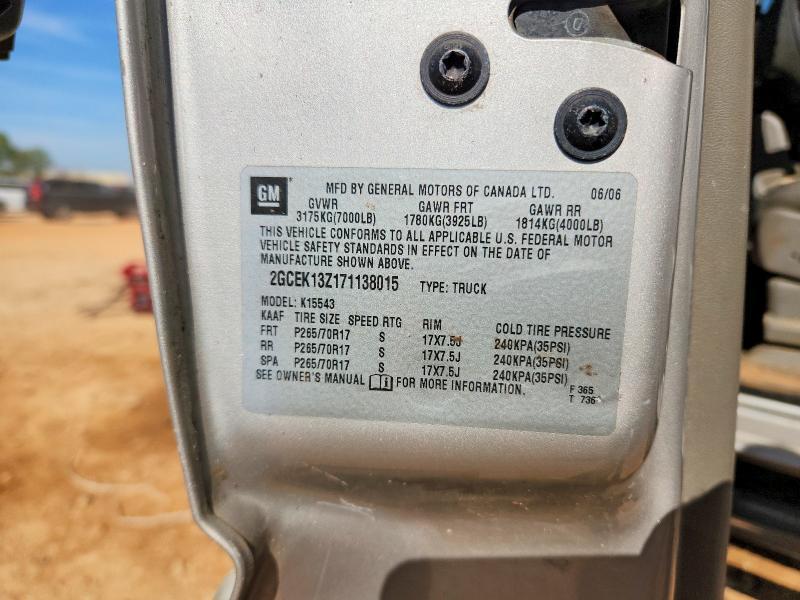 GM MFD BY GENERAL MOTORS OF CANADA LTD. 06/06
GVWR GAWR FRT GAWR RR
3175KG(7000LB) 1780KG(3925LB) 1814KG(4000LB)
THIS VEHICLE CONFORMS TO ALL APPLICABLE U.S. FEDERAL MOTOR
VEHICLE SAFETY STANDARDS IN EFFECT ON THE DATE OF
MANUFACTURE SHOWN ABOVE.
2GCEK13Z171138015 TYPE: TRUCK
MODEL: K15543
KAAF TIRE SIZE SPEED RTG RIM COLD TIRE PRESSURE
FRT P265/70R17 S 17X7.5J 240KPA(35PSI)
RR P265/70R17 S 17X7.5J 240KPA(35PSI)
SPA P265/70R17 S 17X7.5J 240KPA(35PSI)
SEE OWNER'S MANUAL FOR MORE INFORMATION. F 365
T 736